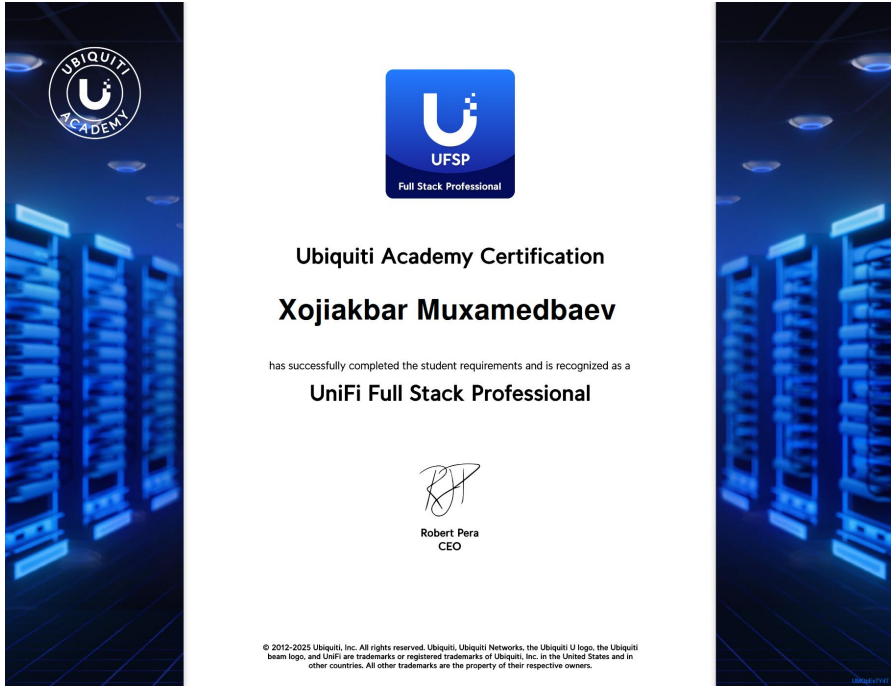 UBIQUITI
ACADEMY
UFSP
Full Stack Professional
Ubiquiti Academy Certification
Xojiakbar Muxamedbaev
has successfully completed the student requirements and is recognized as a
UniFi Full Stack Professional
Robert Pera
CEO
© 2012-2025 Ubiquiti, Inc. All rights reserved. Ubiquiti, Ubiquiti Networks, the Ubiquiti U logo, the Ubiquiti
beam logo, and UniFi are trademarks or registered trademarks of Ubiquiti, Inc. in the United States and in
other countries. All other trademarks are the property of their respective owners.